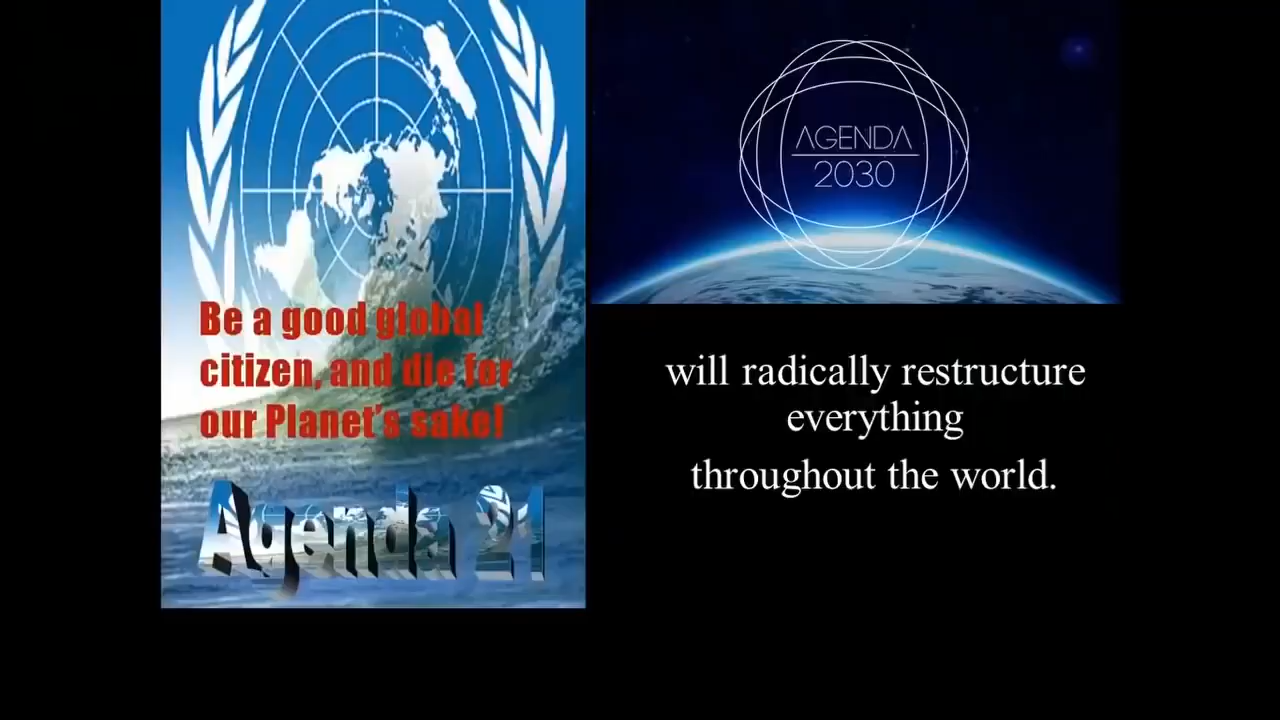 Be a good global
citizen, and die for
our Planet's sake!
Agenda 21
AGENDA
2030
will radically restructure
everything
throughout the world.